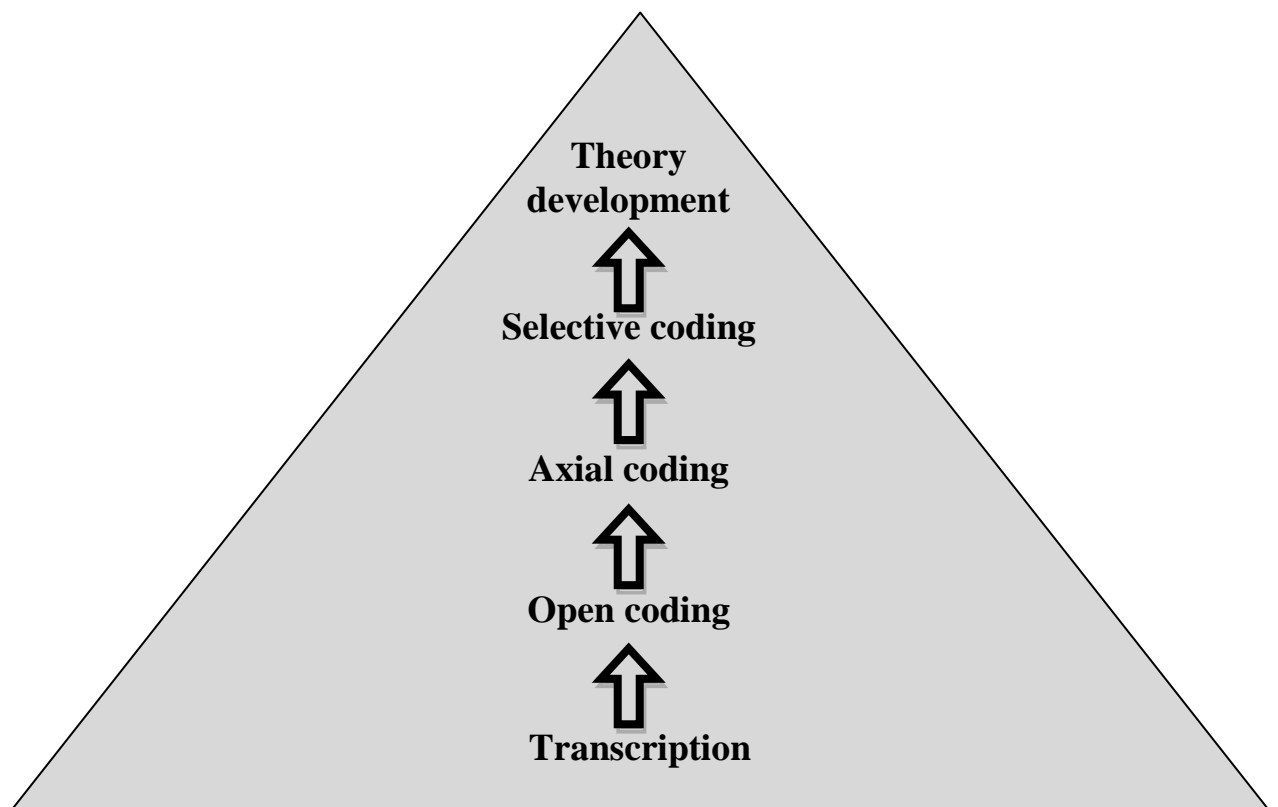 Theory
development
Selective coding
Axial coding
Open coding
Transcription